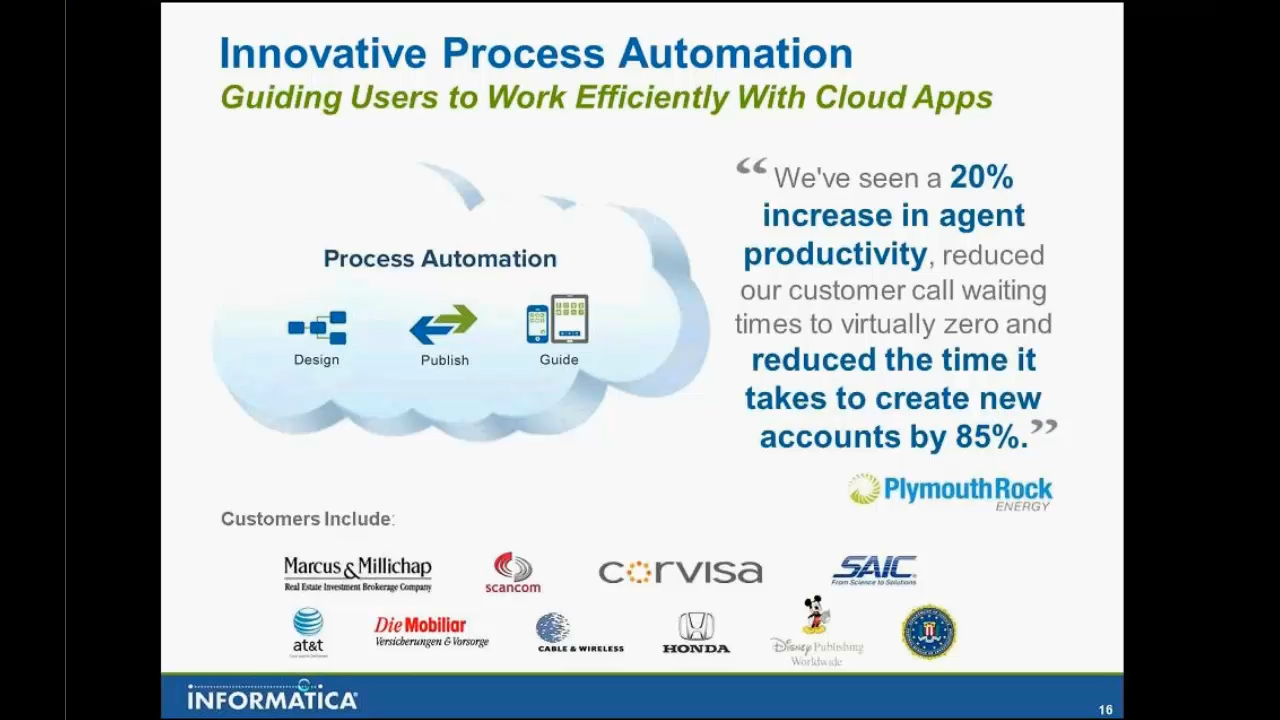 Innovative Process Automation
Guiding Users to Work Efficiently With Cloud Apps
Process Automation
Design
Publish
Guide
“ We've seen a 20%
increase in agent
productivity, reduced
our customer call waiting
times to virtually zero and
reduced the time it
takes to create new
accounts by 85%.”
PlymouthRock
ENERGY
Customers Include:
Marcus & Millichap
Real Estate Investment Brokerage Company
scancom
corvisa
SAIC
From Science to Solutions
at&t
Die Mobiliar
Versicherungen & Vorsorge
CABLE & WIRELESS
HONDA
Disney Publishing
Worldwide
INFORMATICA
16